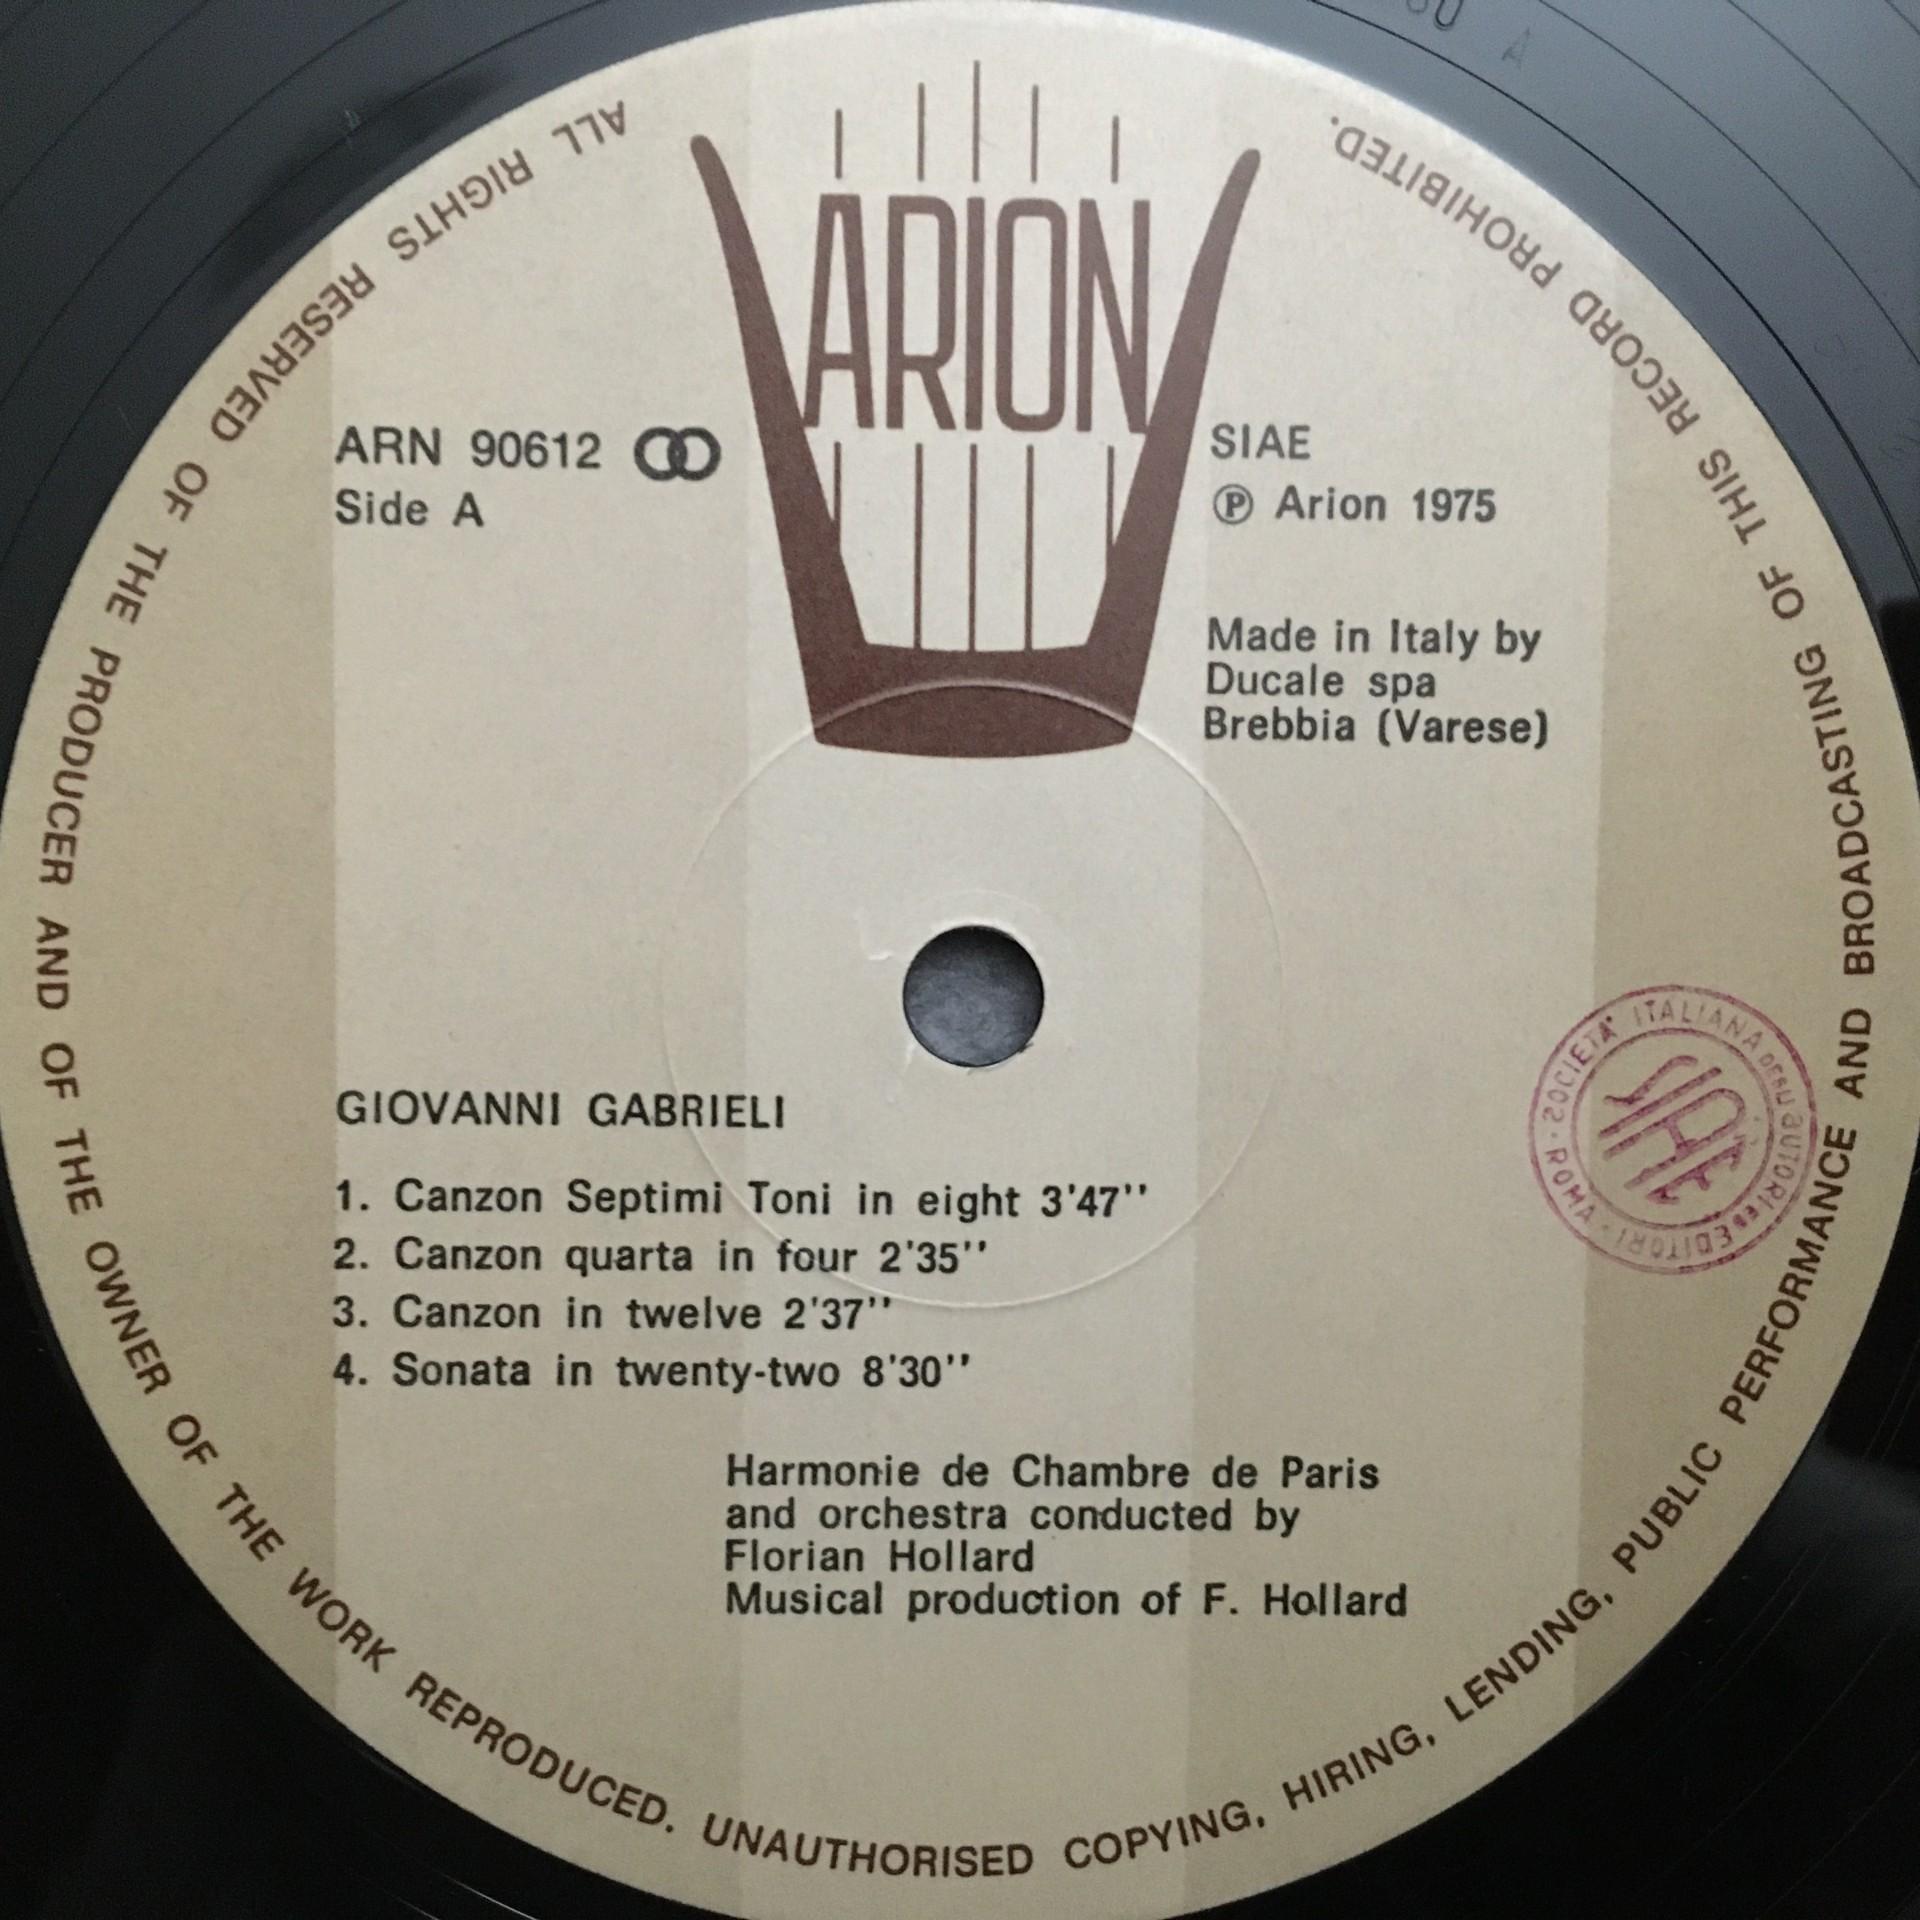 ARION
ARN 90612
Side A
SIAE
Ⓟ Arion 1975
Made in Italy by
Ducale spa
Brebbia (Varese)
GIOVANNI GABRIELI
1. Canzon Septimi Toni in eight 3'47''
2. Canzon quarta in four 2'35''
3. Canzon in twelve 2'37''
4. Sonata in twenty-two 8'30''
Harmonie de Chambre de Paris
and orchestra conducted by
Florian Hollard
Musical production of F. Hollard
ALL RIGHTS RESERVED OF THE PRODUCER AND OF THE OWNER OF THE WORK REPRODUCED. UNAUTHORISED COPYING, HIRING, LENDING, PUBLIC PERFORMANCE AND BROADCASTING OF THIS RECORD PROHIBITED.
SOCIETA' ITALIANA DEGLI AUTORI ED EDITORI · ROMA ·
SIAE
A